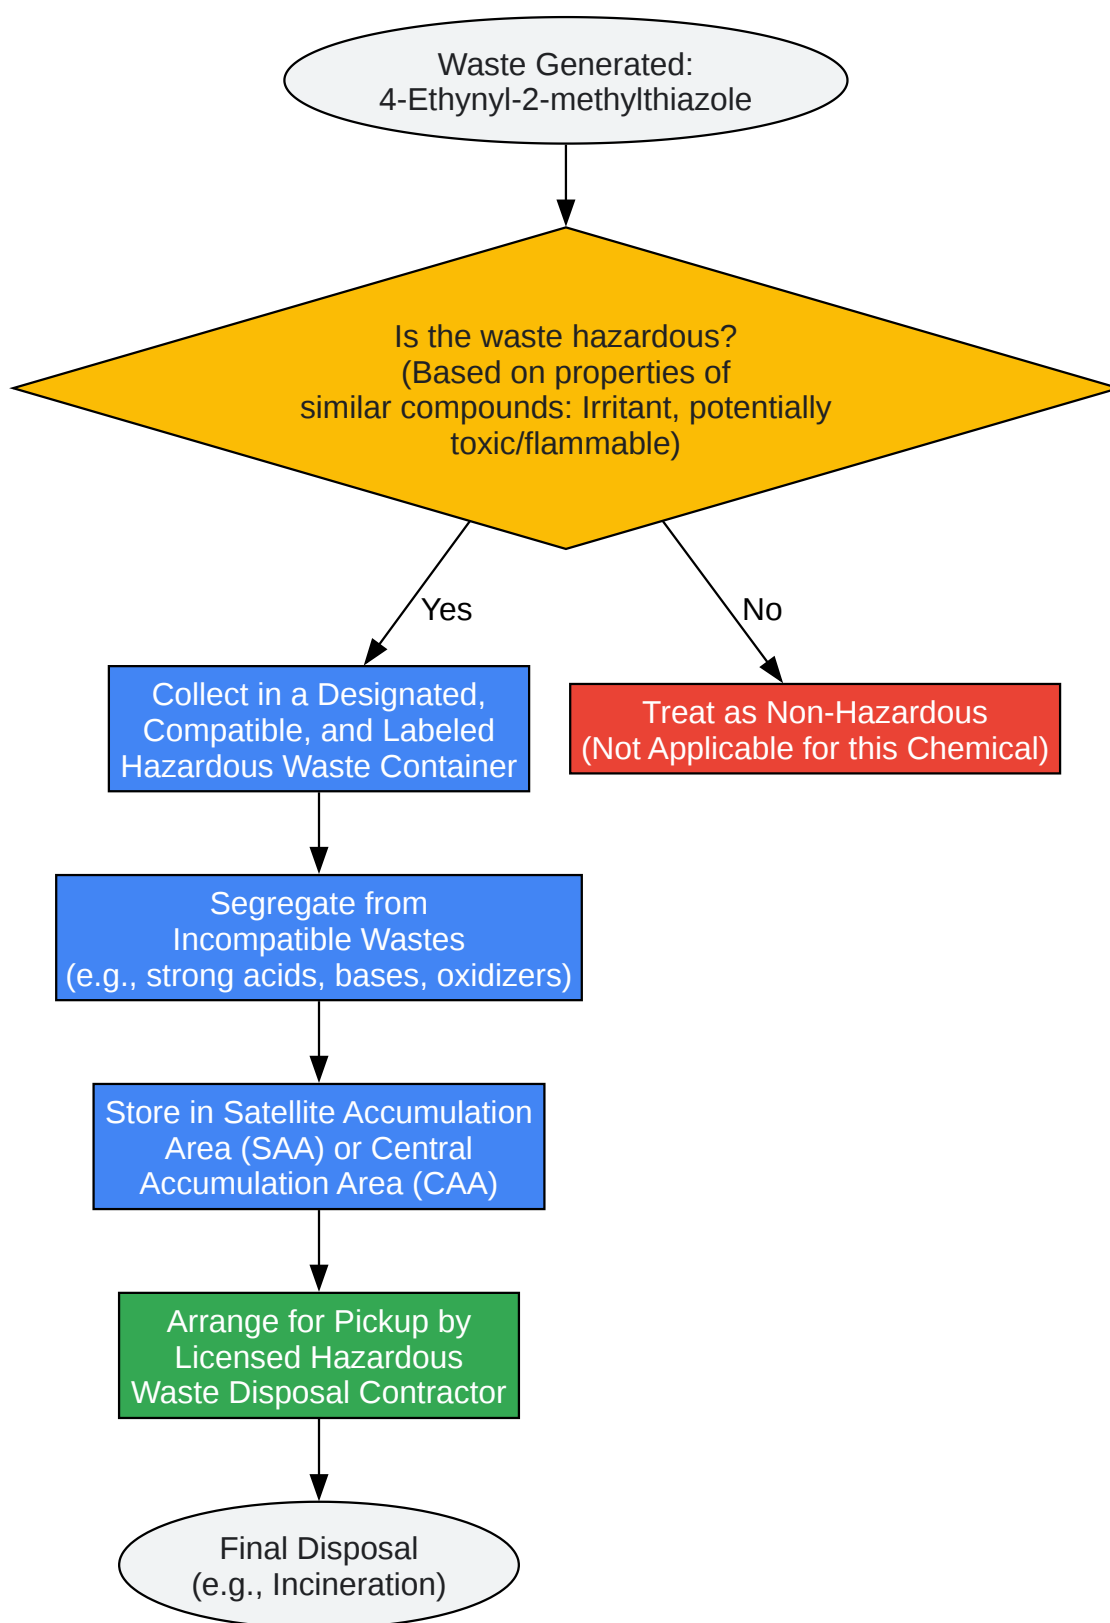 Waste Generated:
4-Ethynyl-2-methylthiazole
Is the waste hazardous?
(Based on properties of
similar compounds: Irritant, potentially
toxic/flammable)
Yes
No
Collect in a Designated,
Compatible, and Labeled
Hazardous Waste Container
Treat as Non-Hazardous
(Not Applicable for this Chemical)
Segregate from
Incompatible Wastes
(e.g., strong acids, bases, oxidizers)
Store in Satellite Accumulation
Area (SAA) or Central
Accumulation Area (CAA)
Arrange for Pickup by
Licensed Hazardous
Waste Disposal Contractor
Final Disposal
(e.g., Incineration)